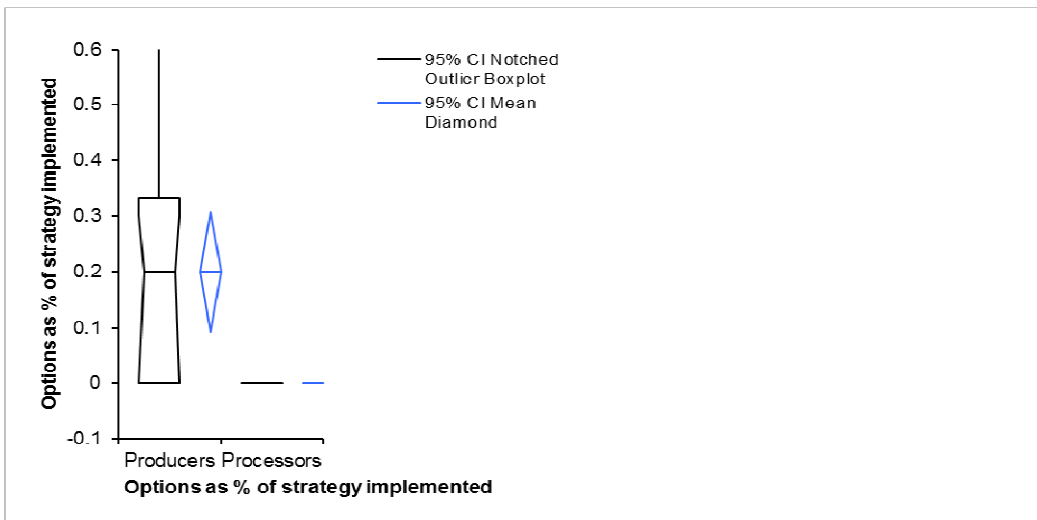 Options as % of strategy implemented
0.6
0.5
0.4
0.3
0.2
0.1
0
-0.1
Producers Processors
Options as % of strategy implemented
95% CI Notched
Outlier Boxplot
95% CI Mean
Diamond